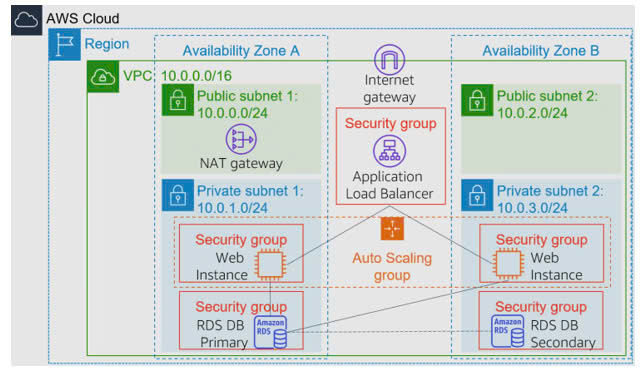 AWS Cloud
Region
Availability Zone A
Availability Zone B
VPC 10.0.0.0/16
Internet
gateway
Public subnet 1:
10.0.0.0/24
NAT gateway
Public subnet 2:
10.0.2.0/24
Security group
Application
Load Balancer
Private subnet 1:
10.0.1.0/24
Private subnet 2:
10.0.3.0/24
Security group
Web
Instance
Auto Scaling
group
Security group
Web
Instance
Security group
RDS DB
Primary
Amazon
RDS
Security group
Amazon
RDS
RDS DB
Secondary